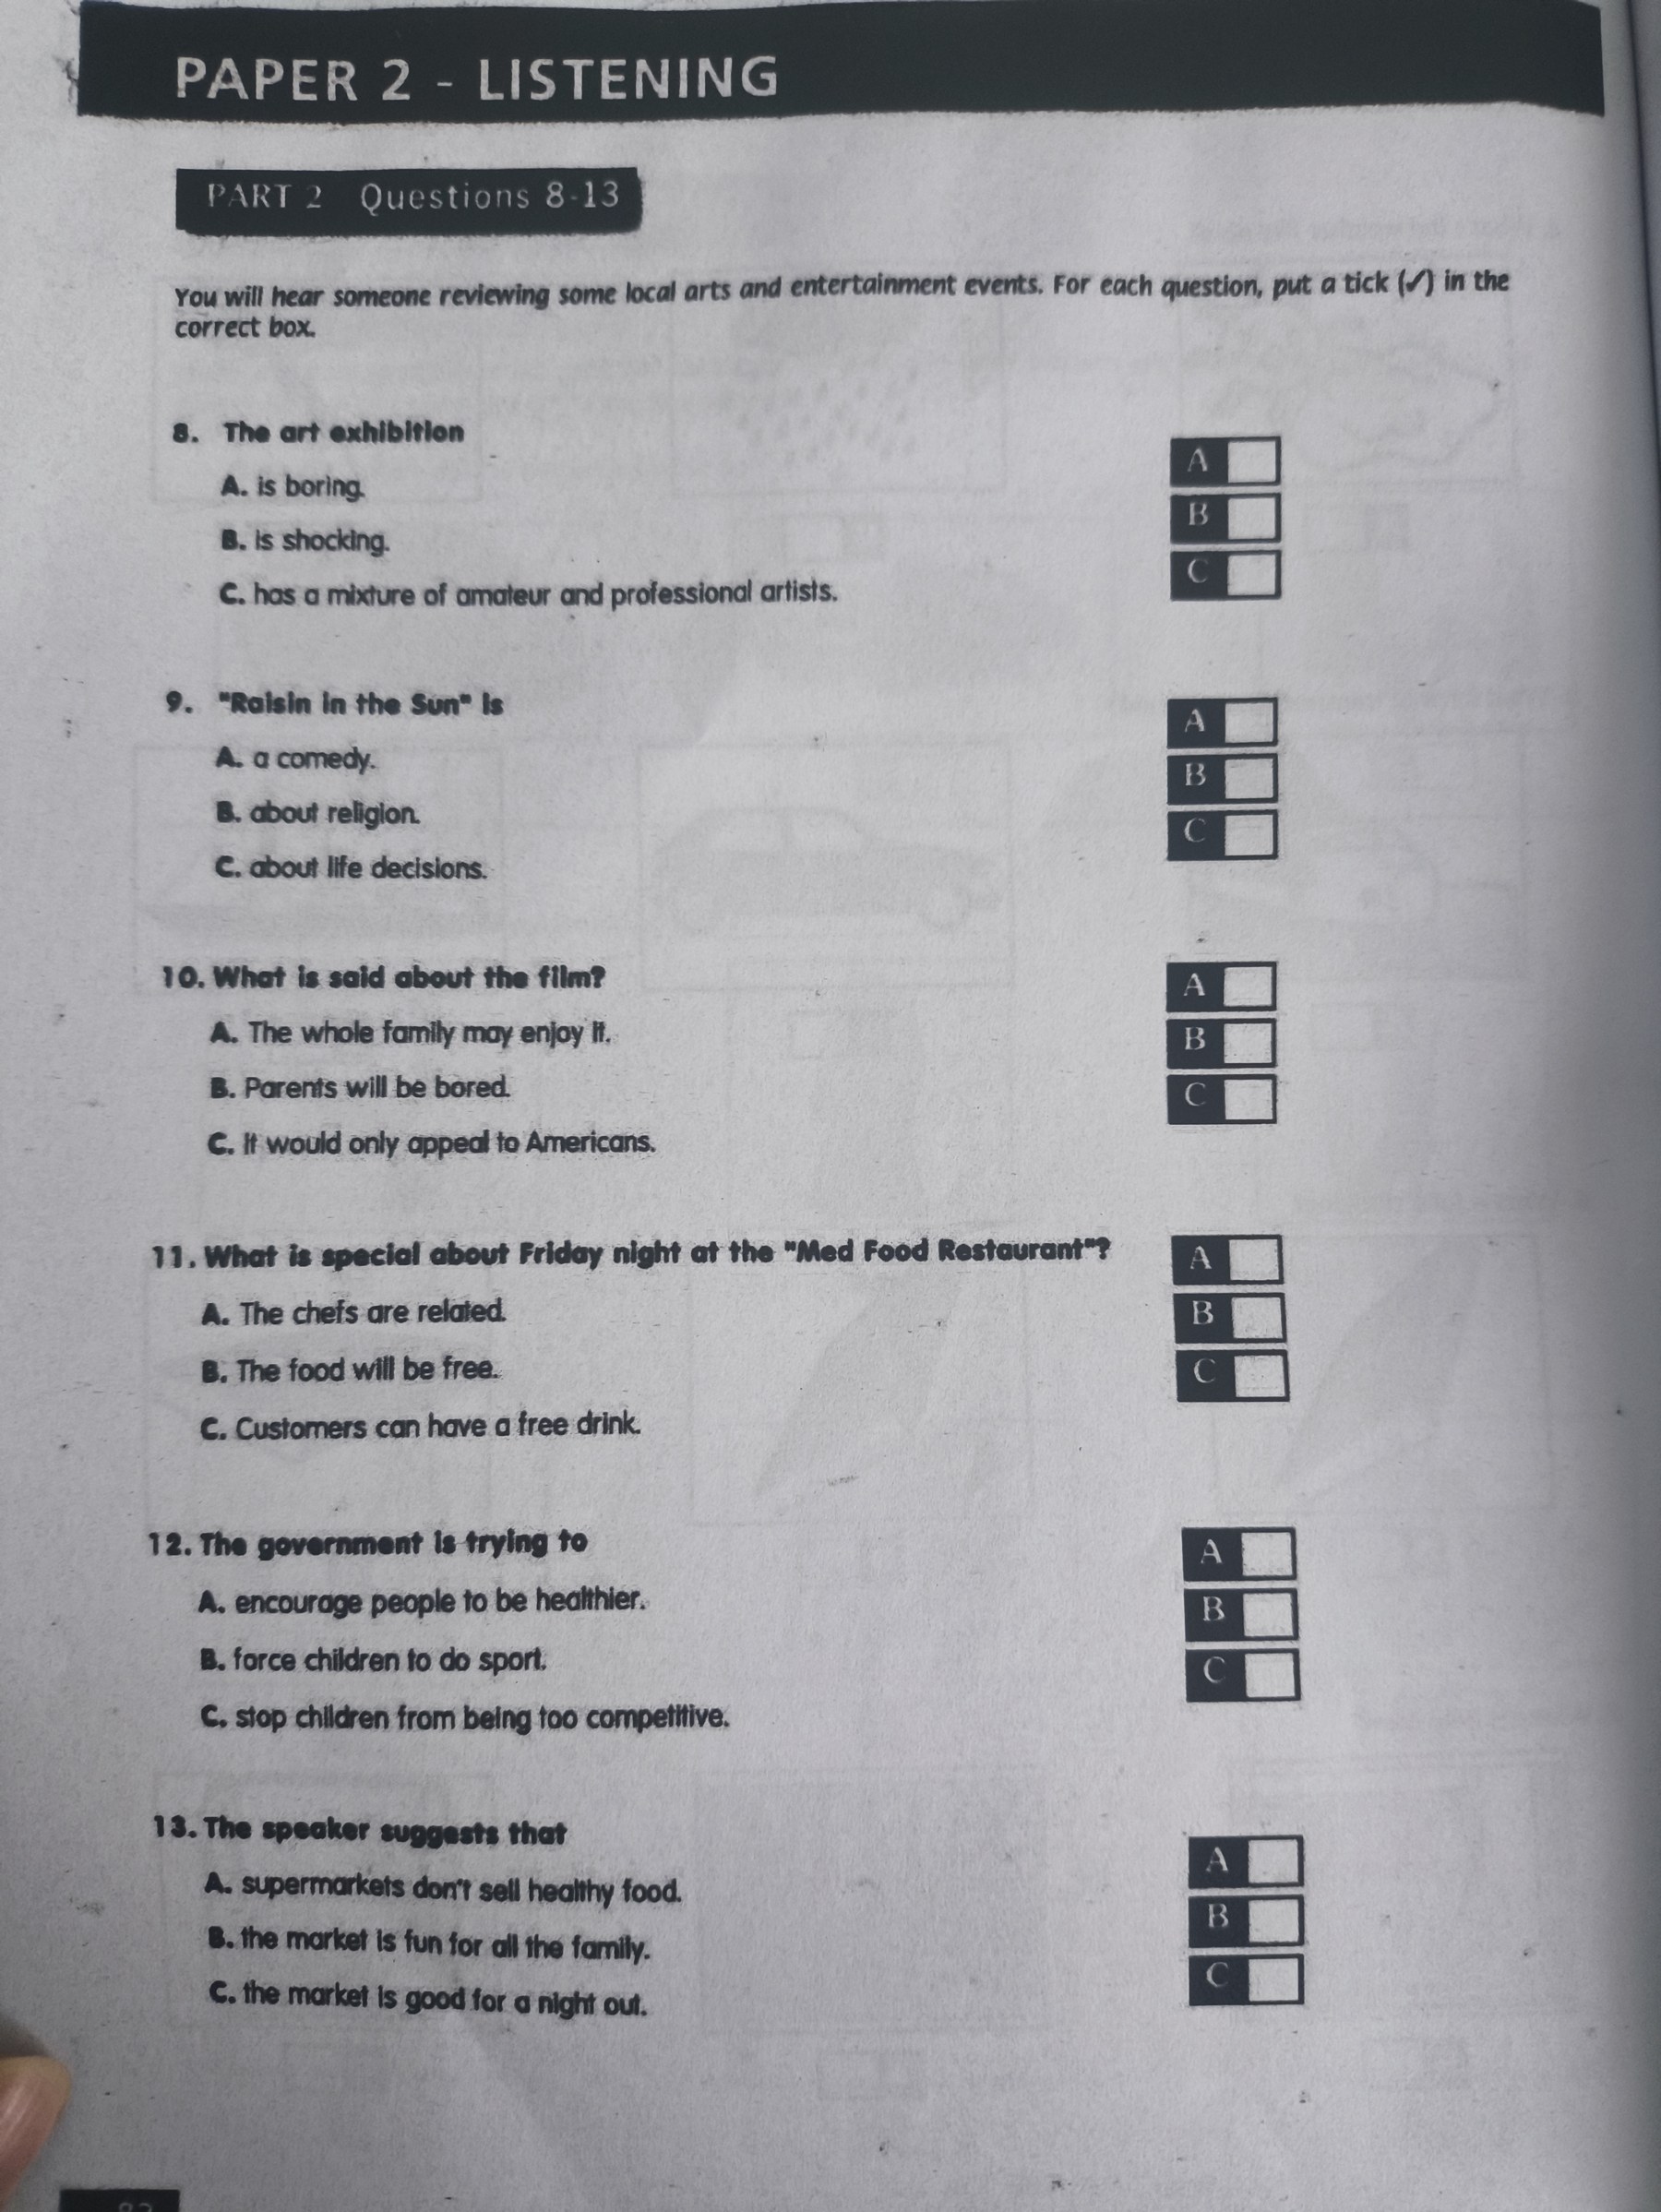 PAPER 2 - LISTENING
PART 2 Questions 8-13
You will hear someone reviewing some local arts and entertainment events. For each question, put a tick (✓) in the
correct box.
8. The art exhibition
A. is boring.
B. is shocking.
C. has a mixture of amateur and professional artists.
A
B
C
9. "Raisin in the Sun" is
A. a comedy.
B. about religion.
C. about life decisions.
A
B
C
10. What is said about the film?
A. The whole family may enjoy it.
B. Parents will be bored.
C. It would only appeal to Americans.
A
B
C
11. What is special about Friday night at the "Med Food Restaurant"?
A. The chefs are related.
B. The food will be free.
C. Customers can have a free drink.
A
B
C
12. The government is trying to
A. encourage people to be healthier.
B. force children to do sport.
C. stop children from being too competitive.
A
B
C
13. The speaker suggests that
A. supermarkets don't sell healthy food.
B. the market is fun for all the family.
C. the market is good for a night out.
A
B
C